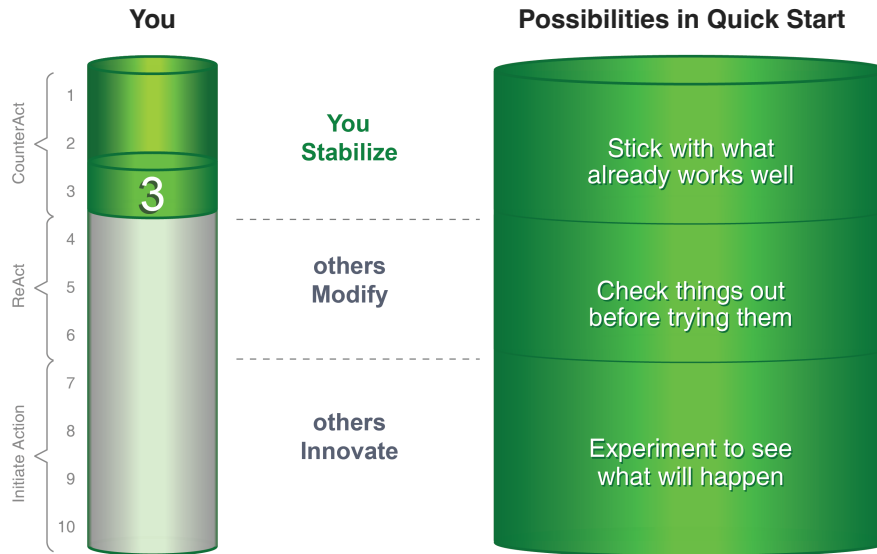 You
Possibilities in Quick Start
CounterAct
1
2
3
3
You
Stabilize
Stick with what
already works well
ReAct
4
5
6
others
Modify
Check things out
before trying them
Initiate Action
7
8
9
10
others
Innovate
Experiment to see
what will happen